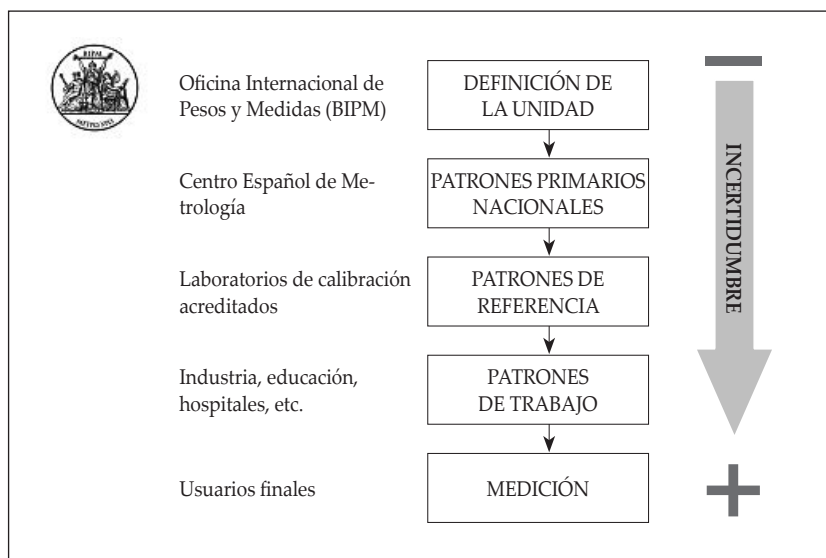 BIPM
Oficina Internacional de
Pesos y Medidas (BIPM)
DEFINICIÓN DE
LA UNIDAD
Centro Español de Me-
trología
PATRONES PRIMARIOS
NACIONALES
Laboratorios de calibración
acreditados
PATRONES DE
REFERENCIA
Industria, educación,
hospitales, etc.
PATRONES
DE TRABAJO
Usuarios finales
MEDICIÓN
−
INCERTIDUMBRE
+